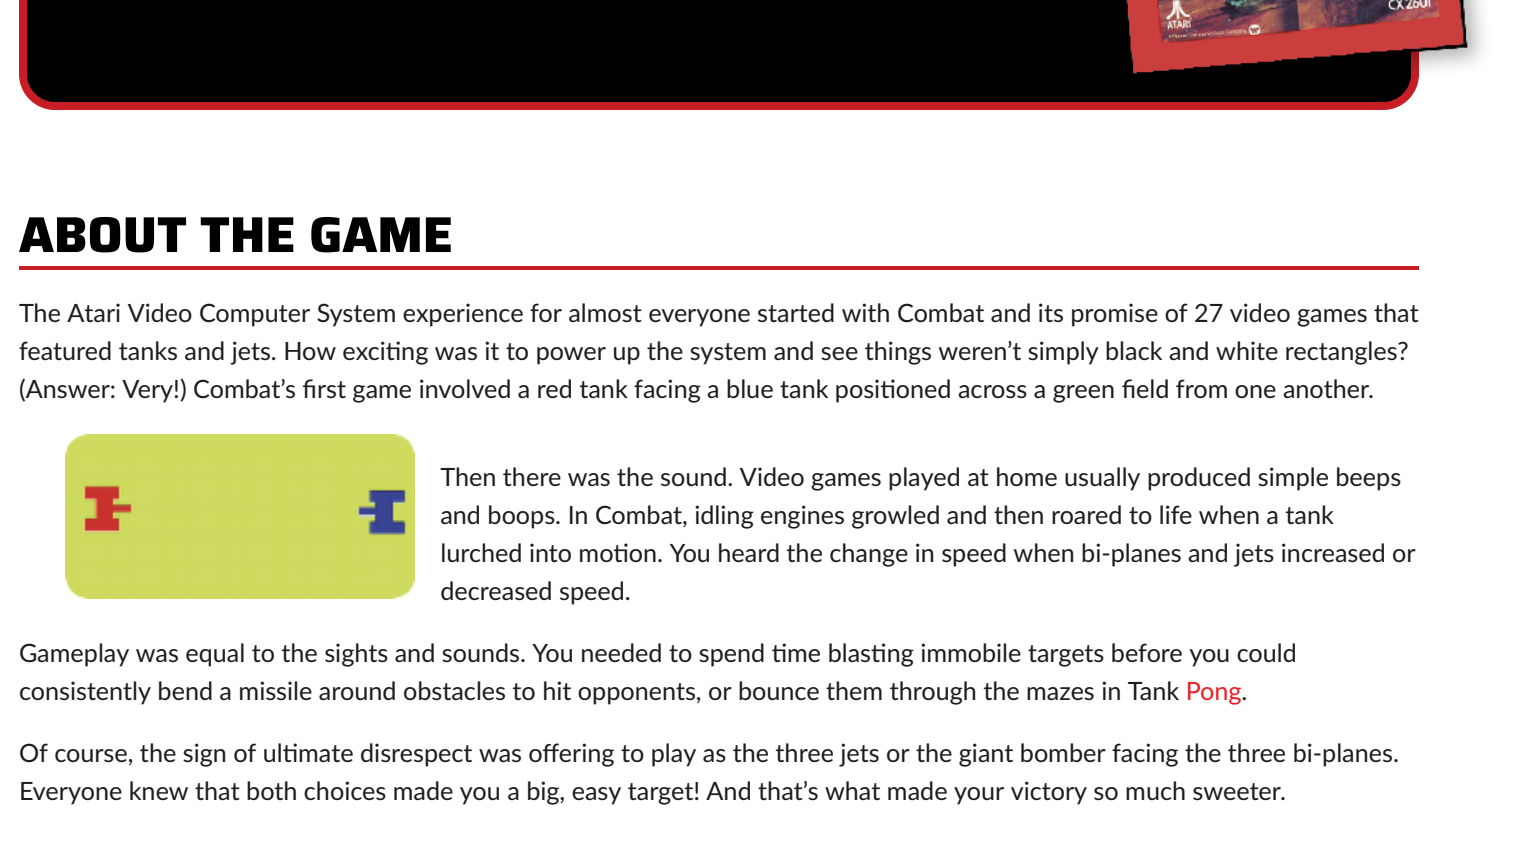 ATARI
CX2601
ABOUT THE GAME
The Atari Video Computer System experience for almost everyone started with Combat and its promise of 27 video games that
featured tanks and jets. How exciting was it to power up the system and see things weren’t simply black and white rectangles?
(Answer: Very!) Combat’s first game involved a red tank facing a blue tank positioned across a green field from one another.
Then there was the sound. Video games played at home usually produced simple beeps
and boops. In Combat, idling engines growled and then roared to life when a tank
lurched into motion. You heard the change in speed when bi-planes and jets increased or
decreased speed.
Gameplay was equal to the sights and sounds. You needed to spend time blasting immobile targets before you could
consistently bend a missile around obstacles to hit opponents, or bounce them through the mazes in Tank Pong.
Of course, the sign of ultimate disrespect was offering to play as the three jets or the giant bomber facing the three bi-planes.
Everyone knew that both choices made you a big, easy target! And that’s what made your victory so much sweeter.